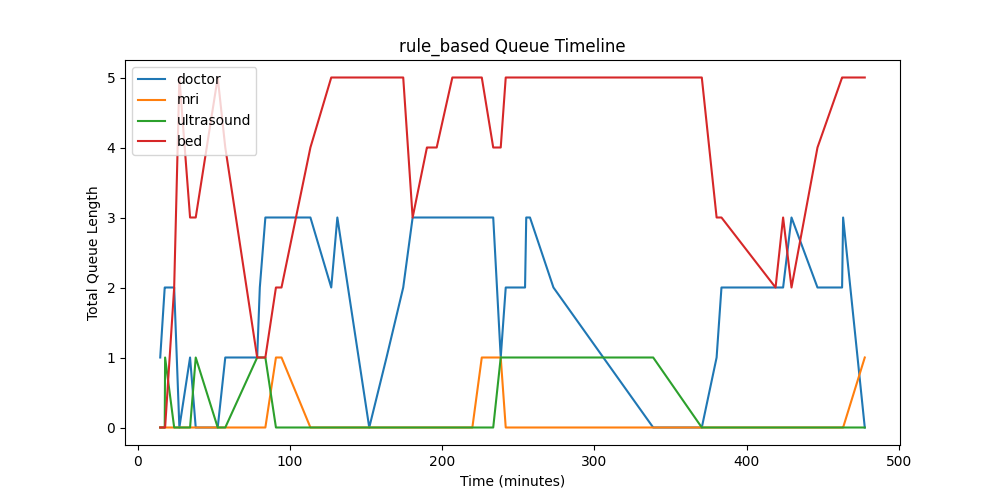 rule_based Queue Timeline
doctor
mri
ultrasound
bed
Total Queue Length
5
4
3
2
1
0
0 100 200 300 400 500
Time (minutes)